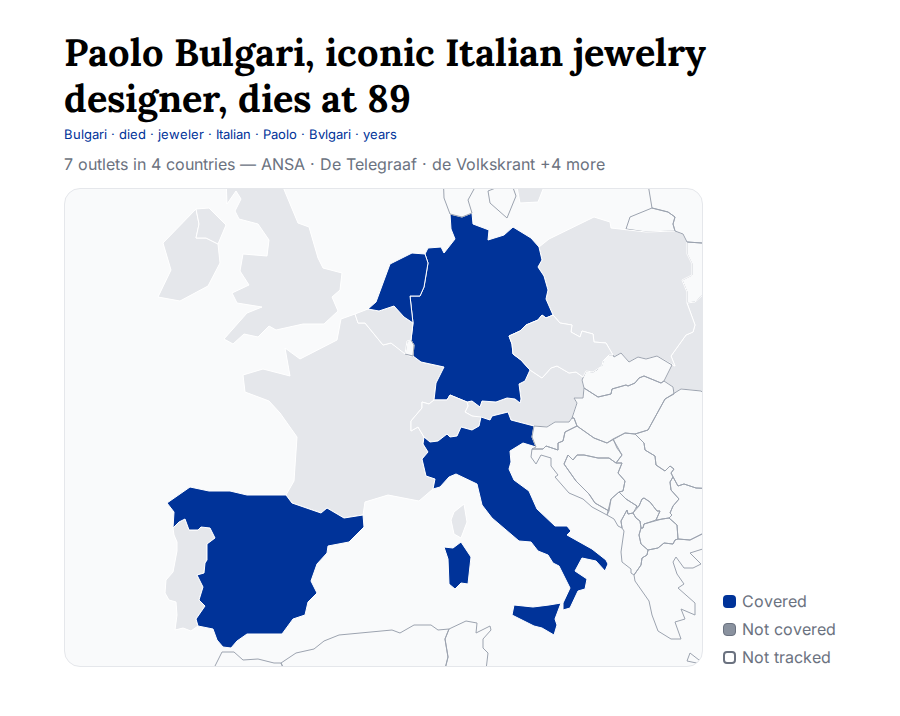 Paolo Bulgari, iconic Italian jewelry
designer, dies at 89
Bulgari · died · jeweler · Italian · Paolo · Bvlgari · years
7 outlets in 4 countries — ANSA · De Telegraaf · de Volkskrant +4 more
Covered
Not covered
Not tracked